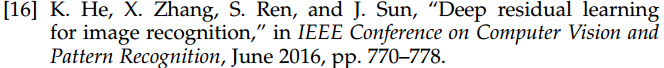 [16] K. He, X. Zhang, S. Ren, and J. Sun, “Deep residual learning
for image recognition,” in IEEE Conference on Computer Vision and
Pattern Recognition, June 2016, pp. 770–778.